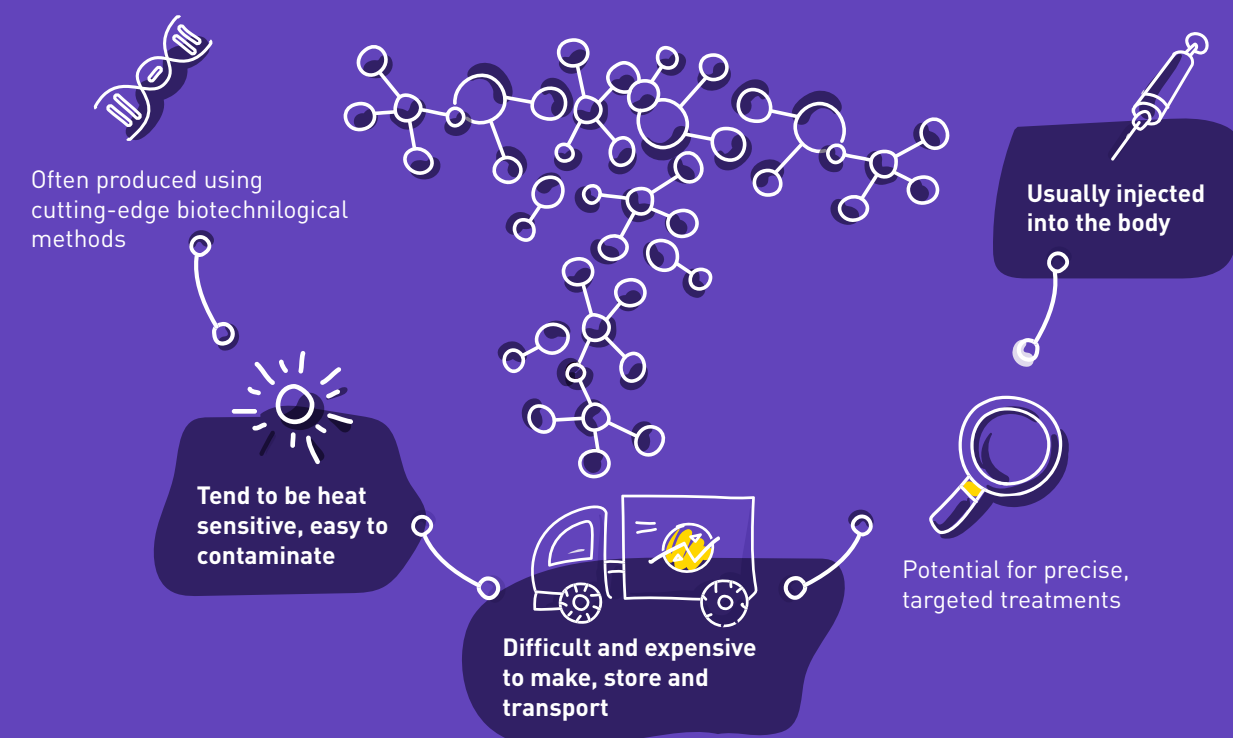 Often produced using
cutting-edge biotechnilogical
methods
Tend to be heat
sensitive, easy to
contaminate
Difficult and expensive
to make, store and
transport
Potential for precise,
targeted treatments
Usually injected
into the body